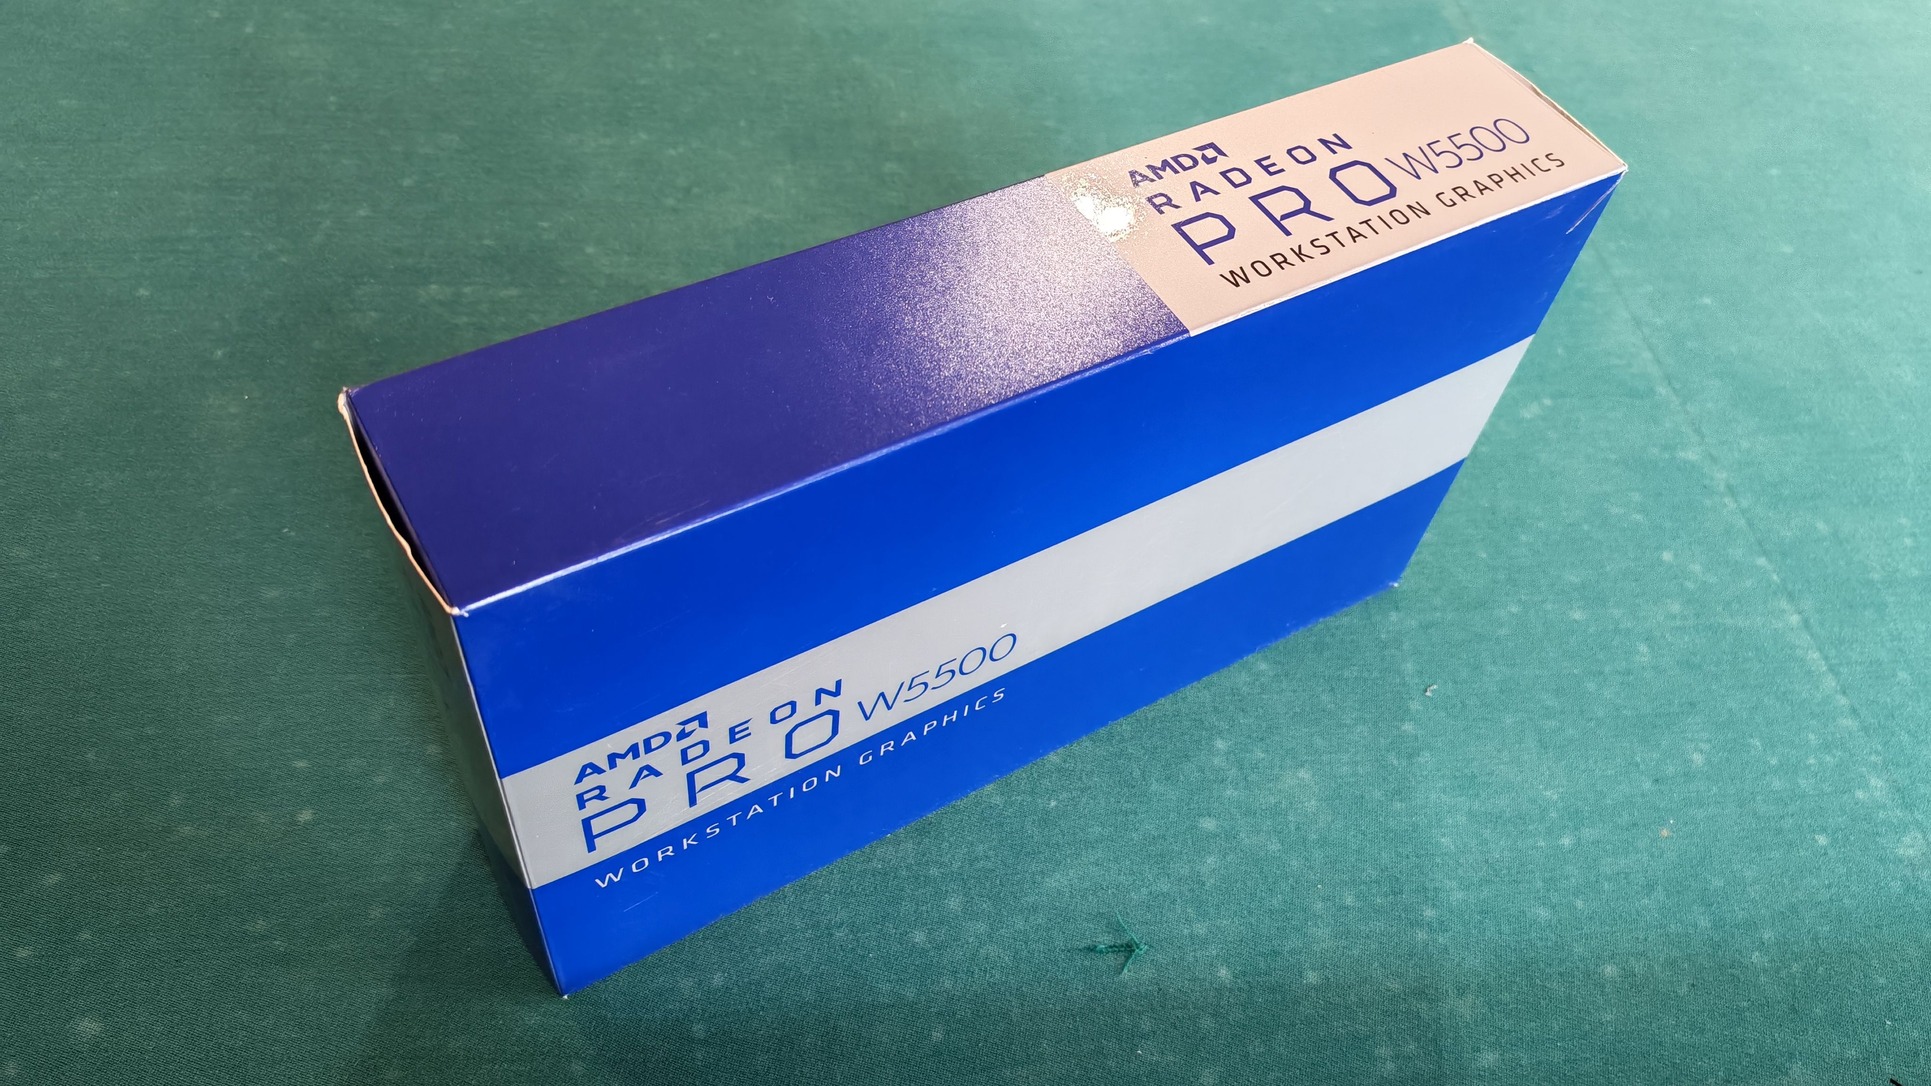 AMD
RADEON
PRO W5500
WORKSTATION GRAPHICS
AMD
RADEON
PRO W5500
WORKSTATION GRAPHICS